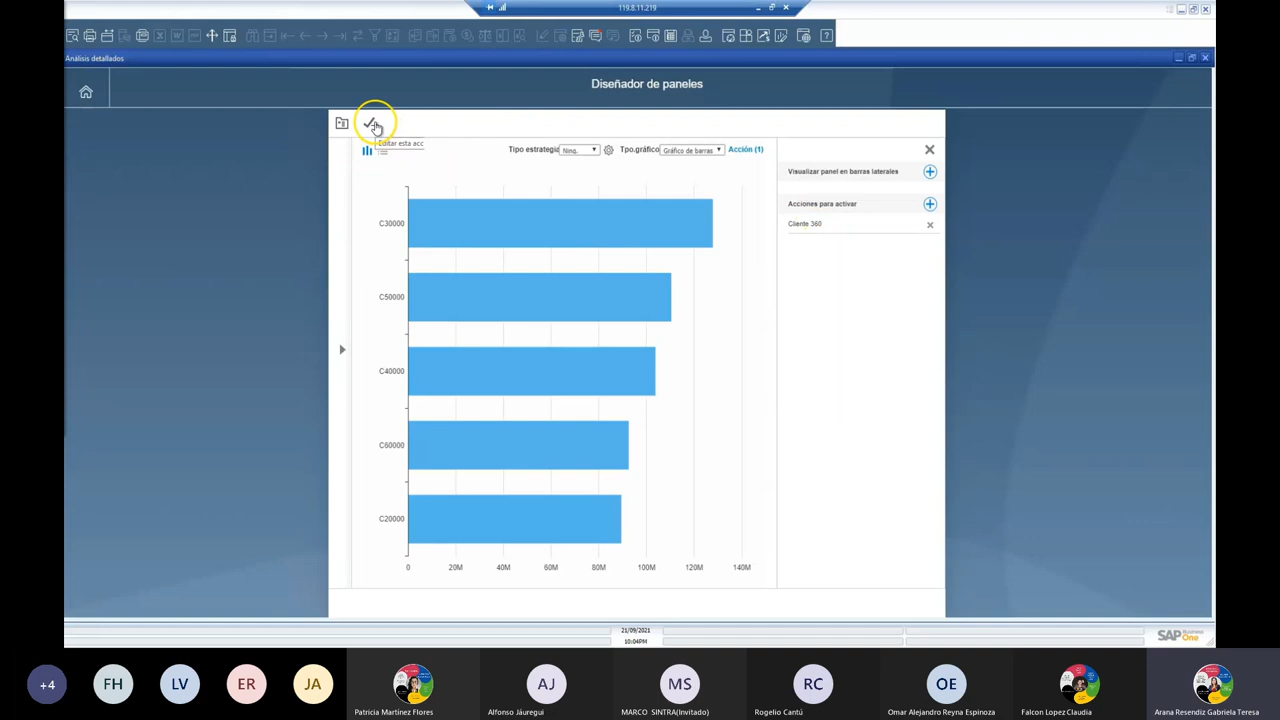 119.8.11.219
Análisis detallados
Diseñador de paneles
Editar esta acc
Tipo estrategia Ning. Tpo.gráfico Gráfico de barras Acción (1)
Visualizar panel en barras laterales
Acciones para activar
Cliente 360
C30000
C50000
C40000
C60000
C20000
0 20M 40M 60M 80M 100M 120M 140M
21/09/2021
10:04PM
SAP Business One
+4 FH LV ER JA AJ MS RC OE
Patricia Martínez Flores Alfonso Jáuregui MARCO SINTRA(Invitado) Rogelio Cantú Omar Alejandro Reyna Espinoza Falcon Lopez Claudia Arana Resendiz Gabriela Teresa